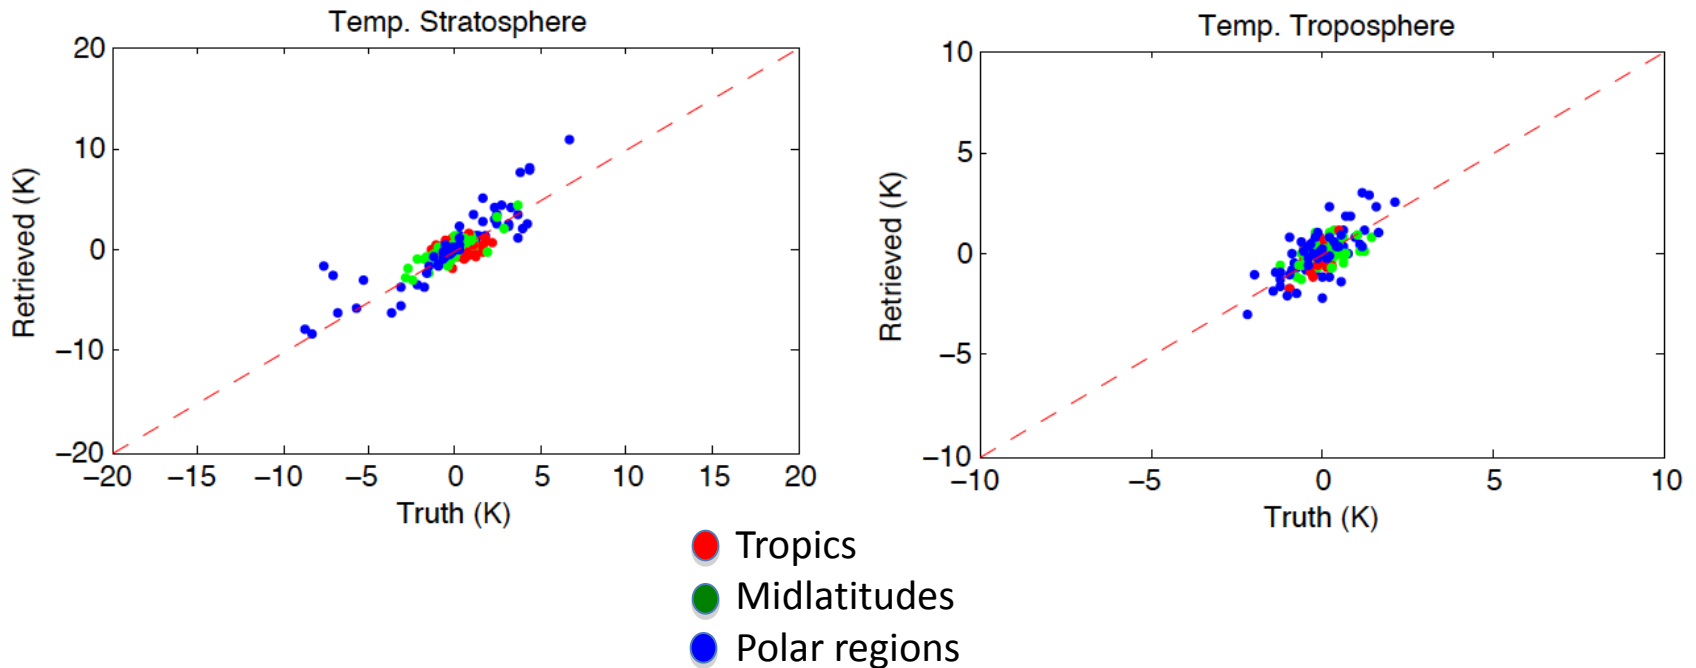 Temp. Stratosphere
20
10
0
−10
−20
Retrieved (K)
−20 −15 −10 −5 0 5 10 15 20
Truth (K)
Temp. Troposphere
10
5
0
−5
−10
Retrieved (K)
−10 −5 0 5 10
Truth (K)
Tropics
Midlatitudes
Polar regions